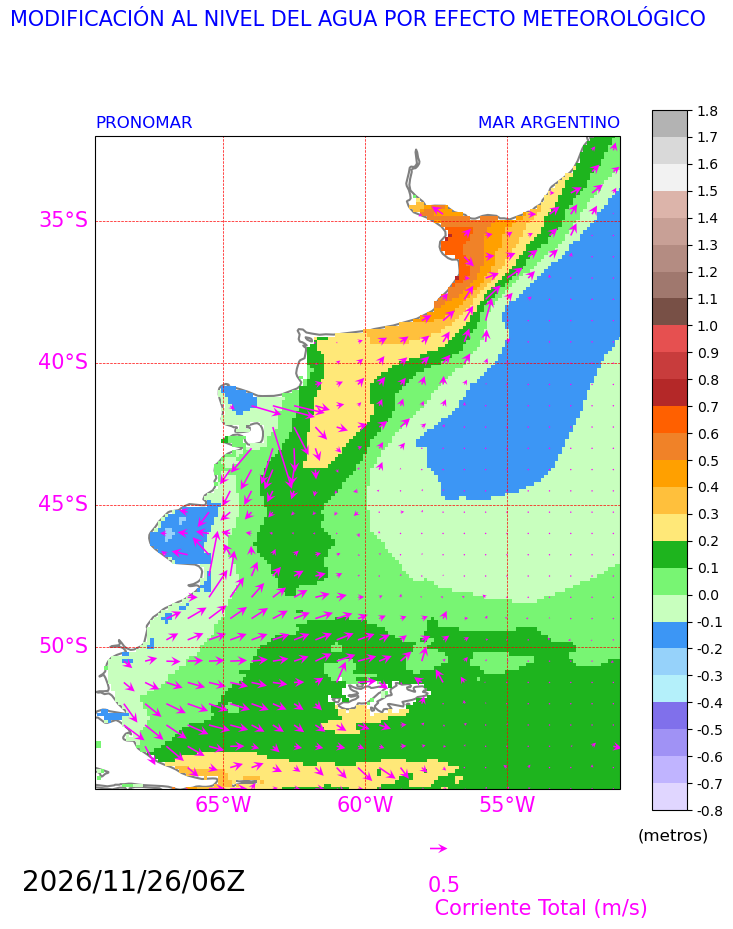 MODIFICACIÓN AL NIVEL DEL AGUA POR EFECTO METEOROLÓGICO
PRONOMAR MAR ARGENTINO
1.8
1.7
1.6
1.5
1.4
1.3
1.2
1.1
1.0
0.9
0.8
0.7
0.6
0.5
0.4
0.3
0.2
0.1
0.0
-0.1
-0.2
-0.3
-0.4
-0.5
-0.6
-0.7
-0.8
(metros)
35°S
40°S
45°S
50°S
65°W 60°W 55°W
2026/11/26/06Z
0.5
Corriente Total (m/s)